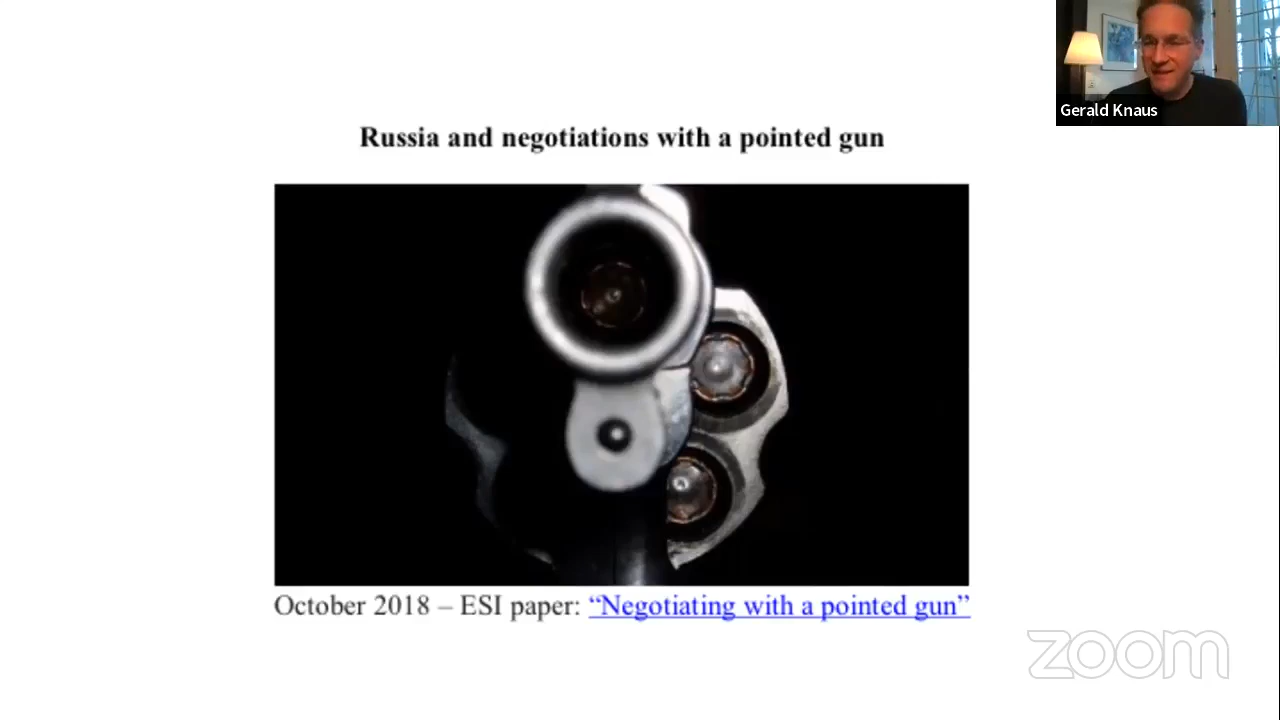 Gerald Knaus
Russia and negotiations with a pointed gun
October 2018 – ESI paper: “Negotiating with a pointed gun”
zoom